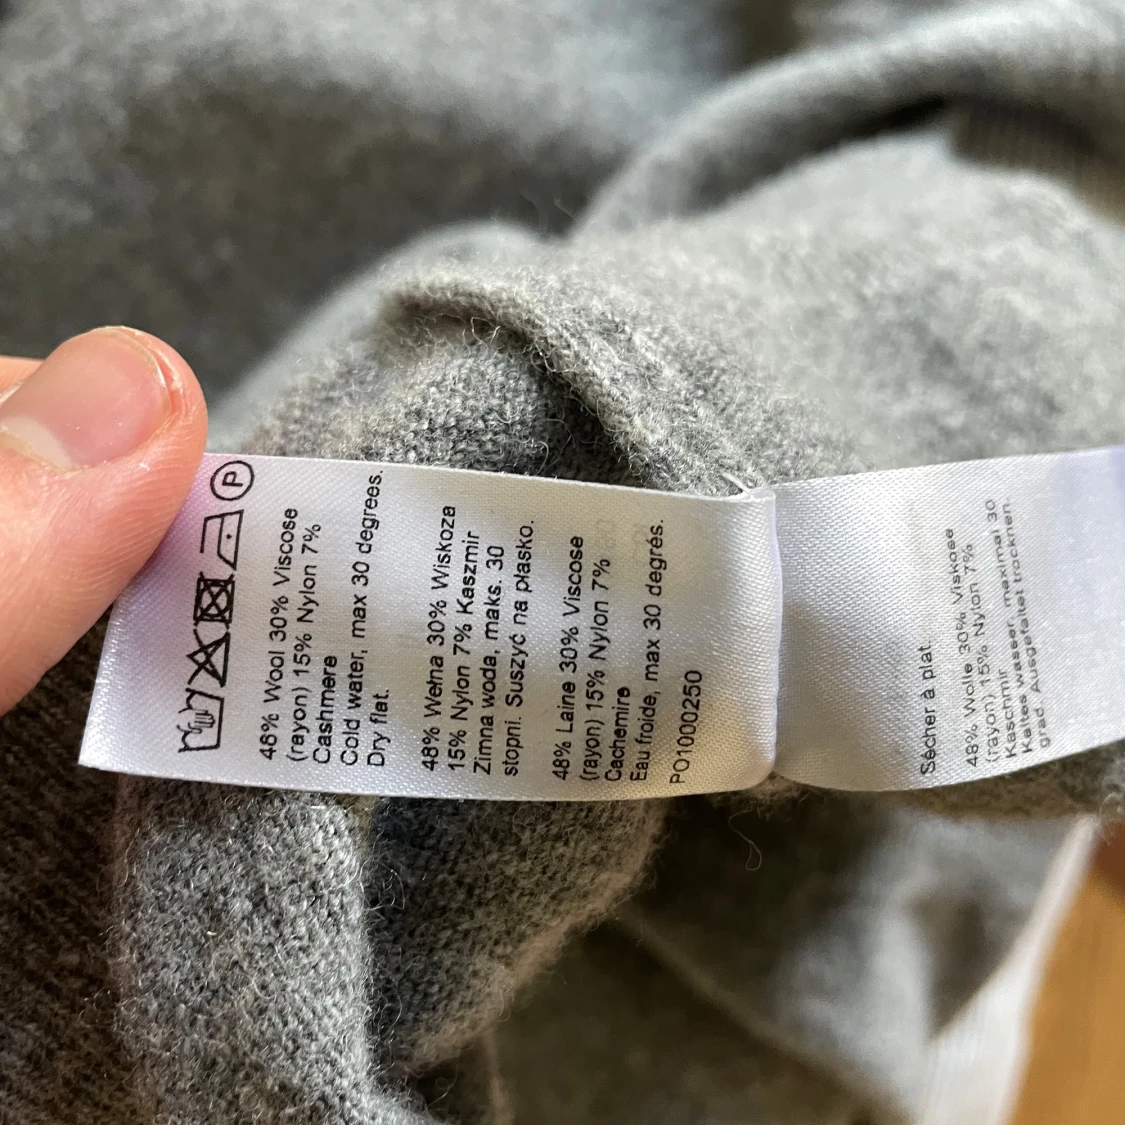 P
48% Wool 30% Viscose
(rayon) 15% Nylon 7%
Cashmere
Cold water, max 30 degrees.
Dry flat.
48% Wełna 30% Wiskoza
15% Nylon 7% Kaszmir
Zimna woda, maks. 30
stopni. Suszyć na płasko.
48% Laine 30% Viscose
(rayon) 15% Nylon 7%
Cachemire
Eau froide, max 30 degrés.
PO1000250
Sécher à plat.
48% Wolle 30% Viskose
(rayon) 15% Nylon 7%
Kaschmir
Kaltes wasser, maximal 30
grad. Ausgefaltet trocknen.